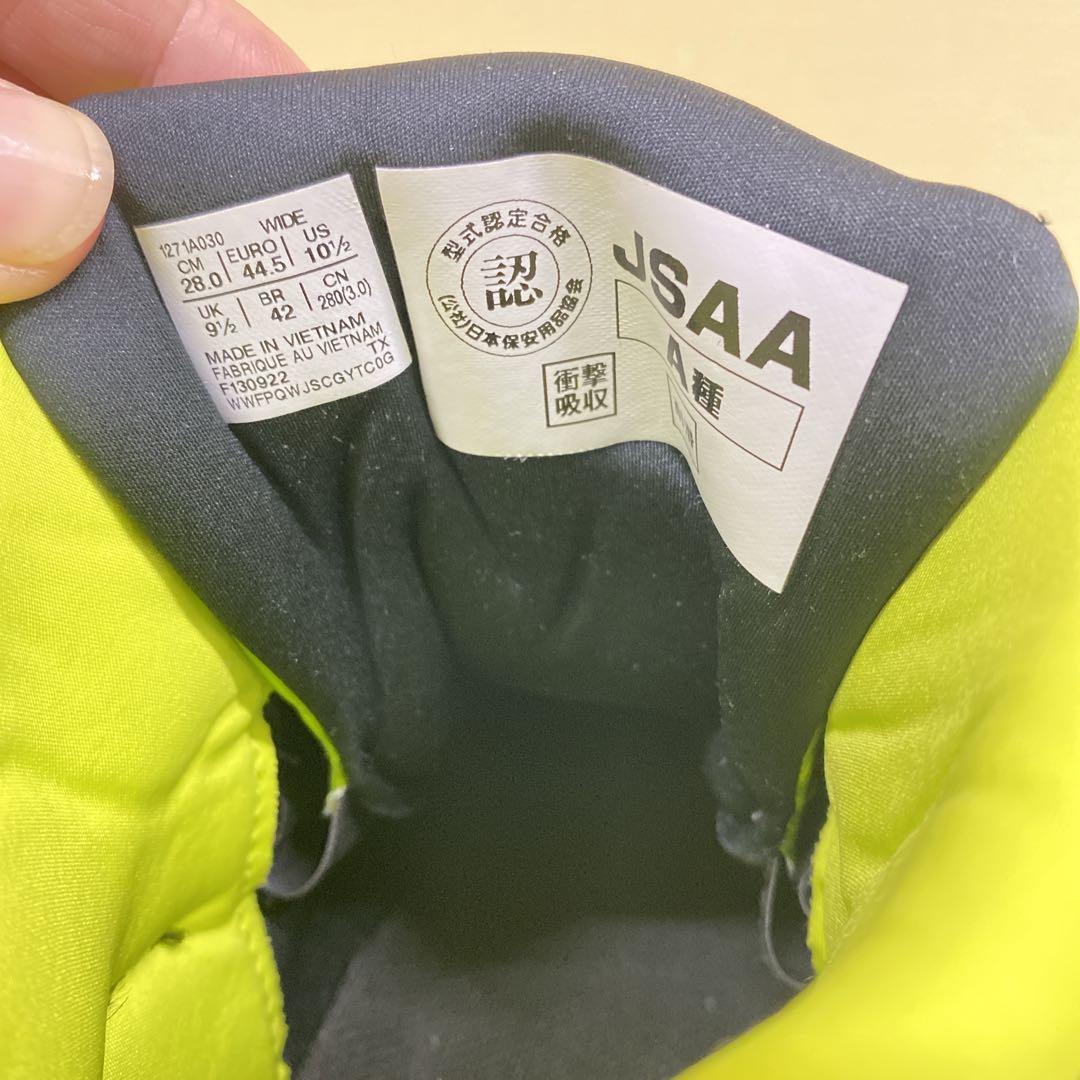 1271A030 WIDE
CM EURO US
28.0 44.5 10½
UK BR CN
9½ 42 280(3.0)
MADE IN VIETNAM
FABRIQUE AU VIETNAM
F130922 TX
WWFPQWJSCGYTC0G
型式認定合格
認
(公社)日本保安用品協会
衝撃
吸収
JSAA
A種